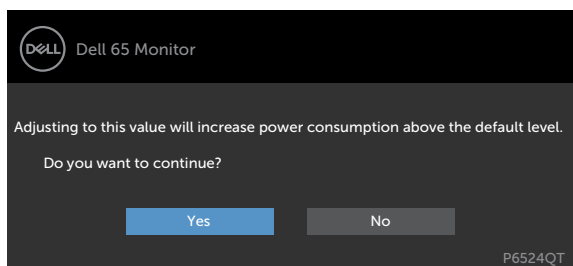 DELL
Dell 65 Monitor
Adjusting to this value will increase power consumption above the default level.
Do you want to continue?
Yes No
P6524QT